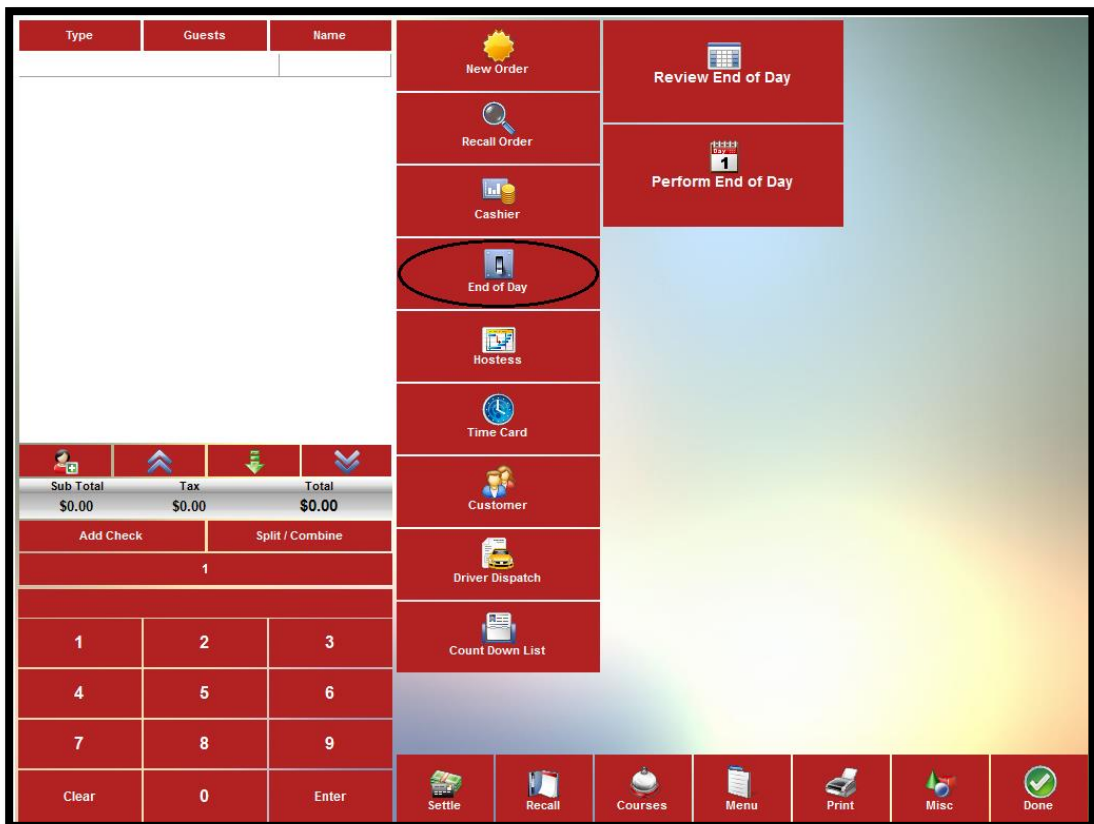 Type Guests Name
Sub Total Tax Total
$0.00 $0.00 $0.00
Add Check Split / Combine
1
1 2 3
4 5 6
7 8 9
Clear 0 Enter
New Order
Recall Order
Cashier
End of Day
Hostess
Time Card
Customer
Driver Dispatch
Count Down List
Review End of Day
Day
1
Perform End of Day
Settle Recall Courses Menu Print Misc Done